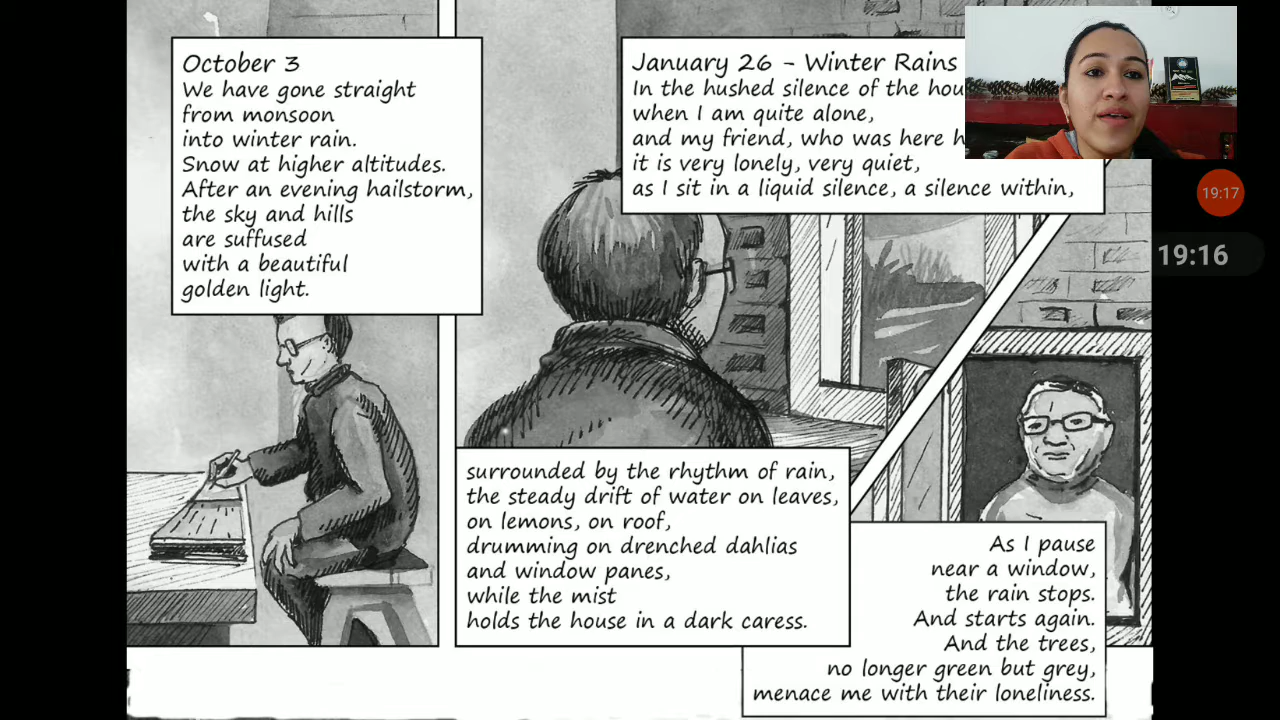 October 3
We have gone straight
from monsoon
into winter rain.
Snow at higher altitudes.
After an evening hailstorm,
the sky and hills
are suffused
with a beautiful
golden light.
January 26 - Winter Rains
In the hushed silence of the
when I am quite alone,
and my friend, who was here
it is very lonely, very quiet,
as I sit in a liquid silence, a silence within,
surrounded by the rhythm of rain,
the steady drift of water on leaves,
on lemons, on roof,
drumming on drenched dahlias
and window panes,
while the mist
holds the house in a dark caress.
As I pause
near a window,
the rain stops.
And starts again.
And the trees,
no longer green but grey,
menace me with their loneliness.
19:17
19:16